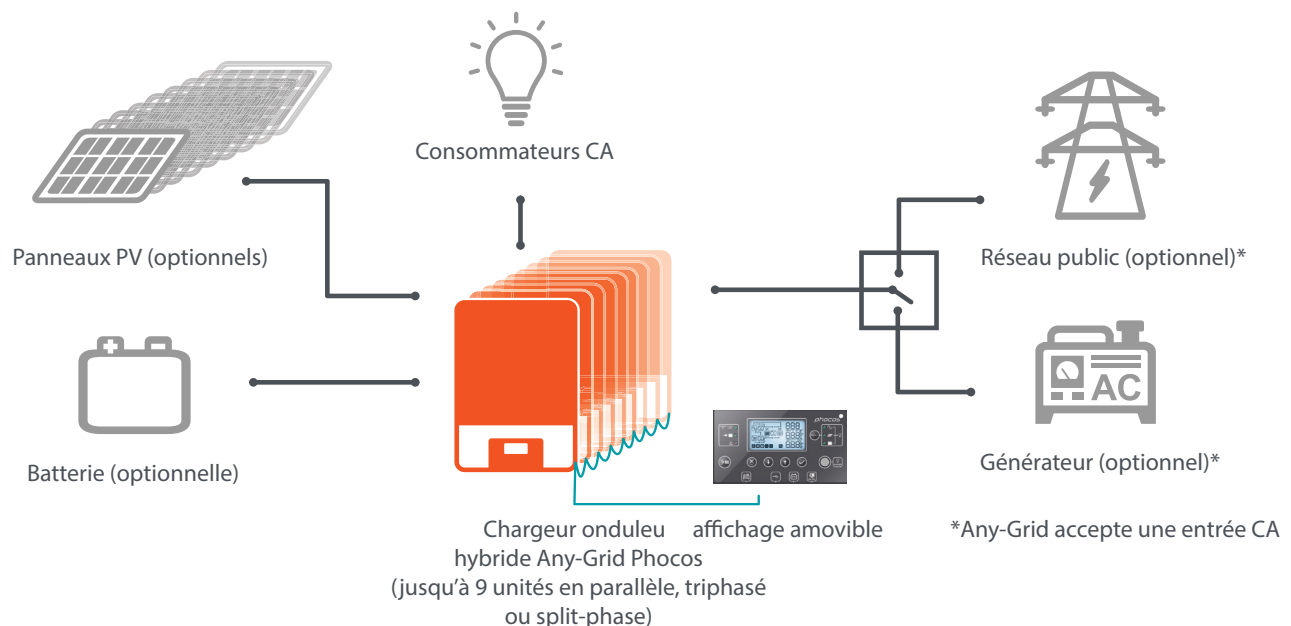 Consommateurs CA
Panneaux PV (optionnels)
Réseau public (optionnel)*
AC
phocos
Batterie (optionnelle)
Générateur (optionnel)*
Chargeur onduleu
hybride Any-Grid Phocos
(jusqu'à 9 unités en parallèle, triphasé
ou split-phase)
affichage amovible
*Any-Grid accepte une entrée CA